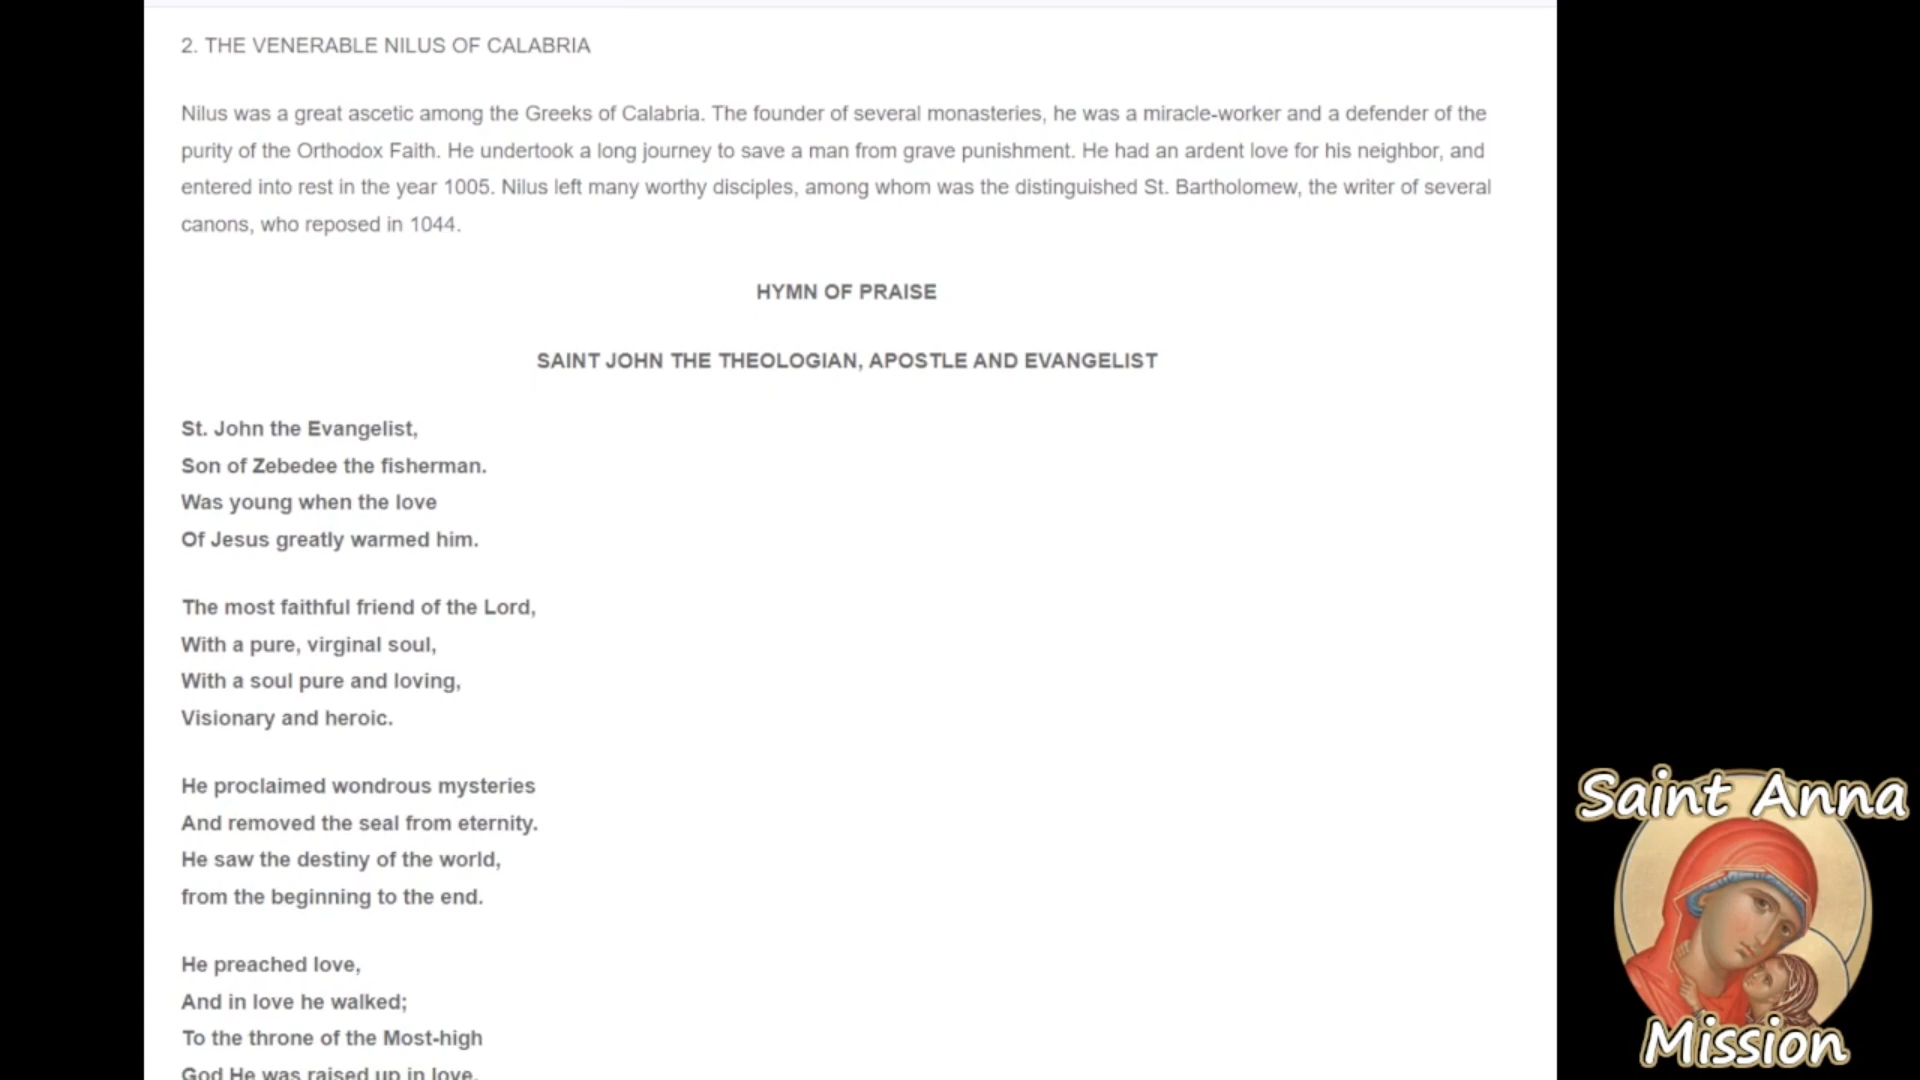 2. THE VENERABLE NILUS OF CALABRIA
Nilus was a great ascetic among the Greeks of Calabria. The founder of several monasteries, he was a miracle-worker and a defender of the
purity of the Orthodox Faith. He undertook a long journey to save a man from grave punishment. He had an ardent love for his neighbor, and
entered into rest in the year 1005. Nilus left many worthy disciples, among whom was the distinguished St. Bartholomew, the writer of several
canons, who reposed in 1044.
HYMN OF PRAISE
SAINT JOHN THE THEOLOGIAN, APOSTLE AND EVANGELIST
St. John the Evangelist,
Son of Zebedee the fisherman.
Was young when the love
Of Jesus greatly warmed him.
The most faithful friend of the Lord,
With a pure, virginal soul,
With a soul pure and loving,
Visionary and heroic.
He proclaimed wondrous mysteries
And removed the seal from eternity.
He saw the destiny of the world,
from the beginning to the end.
He preached love,
And in love he walked;
To the throne of the Most-high
God He was raised up in love.
Saint Anna
Mission